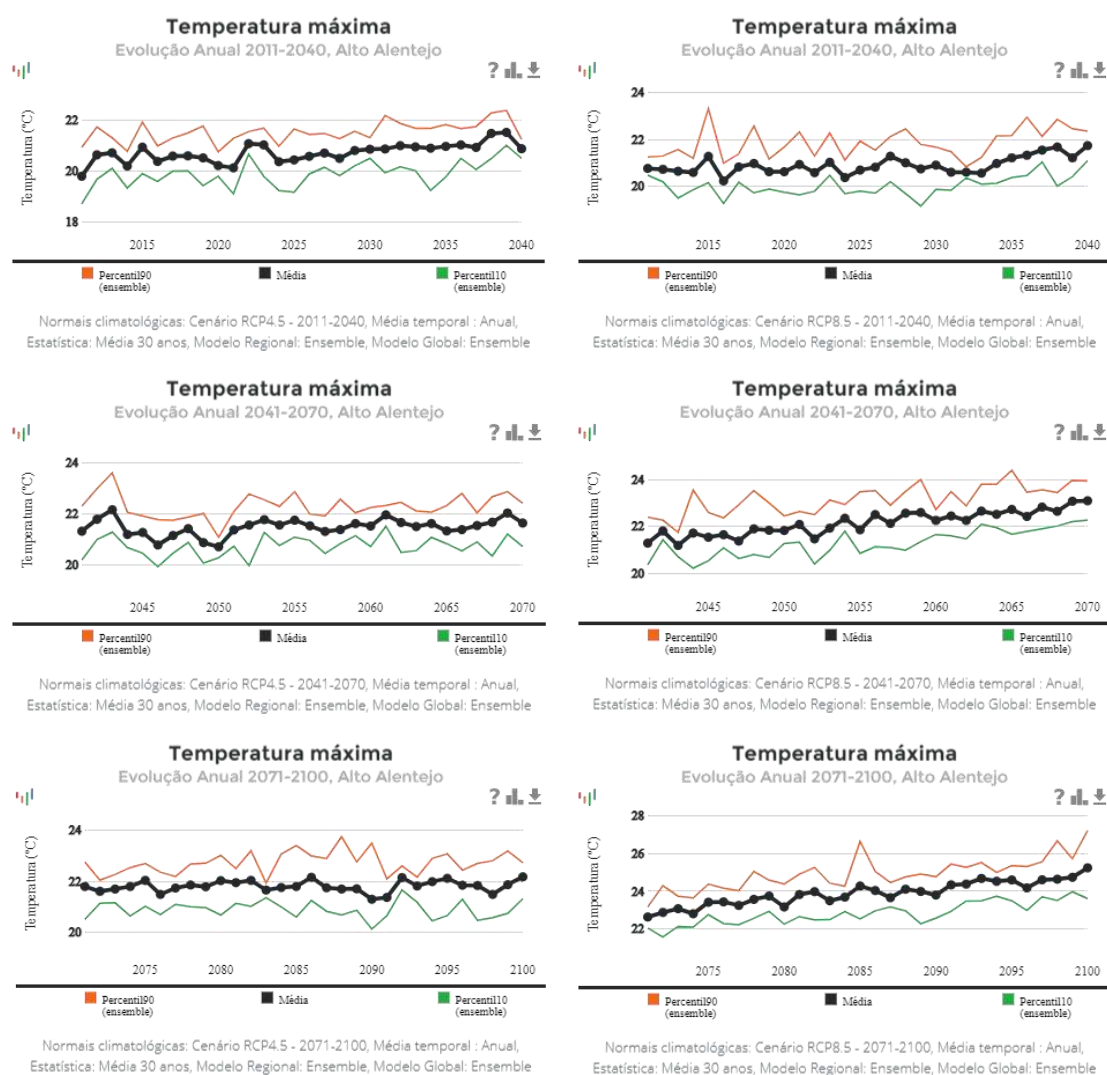 Temperatura máxima
Evolução Anual 2011-2040, Alto Alentejo
?
Temperatura (°C)
22
20
18
2015
2020
2025
2030
2035
2040
Percentil90
(ensemble)
Média
Percentil10
(ensemble)
Normais climatológicas: Cenário RCP4.5 - 2011-2040, Média temporal : Anual,
Estatística: Média 30 anos, Modelo Regional: Ensemble, Modelo Global: Ensemble
Temperatura máxima
Evolução Anual 2011-2040, Alto Alentejo
?
Temperatura (°C)
24
22
20
2015
2020
2025
2030
2035
2040
Percentil90
(ensemble)
Média
Percentil10
(ensemble)
Normais climatológicas: Cenário RCP8.5 - 2011-2040, Média temporal : Anual,
Estatística: Média 30 anos, Modelo Regional: Ensemble, Modelo Global: Ensemble
Temperatura máxima
Evolução Anual 2041-2070, Alto Alentejo
?
Temperatura (°C)
24
22
20
2045
2050
2055
2060
2065
2070
Percentil90
(ensemble)
Média
Percentil10
(ensemble)
Normais climatológicas: Cenário RCP4.5 - 2041-2070, Média temporal : Anual,
Estatística: Média 30 anos, Modelo Regional: Ensemble, Modelo Global: Ensemble
Temperatura máxima
Evolução Anual 2041-2070, Alto Alentejo
?
Temperatura (°C)
24
22
20
2045
2050
2055
2060
2065
2070
Percentil90
(ensemble)
Média
Percentil10
(ensemble)
Normais climatológicas: Cenário RCP8.5 - 2041-2070, Média temporal : Anual,
Estatística: Média 30 anos, Modelo Regional: Ensemble, Modelo Global: Ensemble
Temperatura máxima
Evolução Anual 2071-2100, Alto Alentejo
?
Temperatura (°C)
24
22
20
2075
2080
2085
2090
2095
2100
Percentil90
(ensemble)
Média
Percentil10
(ensemble)
Normais climatológicas: Cenário RCP4.5 - 2071-2100, Média temporal : Anual,
Estatística: Média 30 anos, Modelo Regional: Ensemble, Modelo Global: Ensemble
Temperatura máxima
Evolução Anual 2071-2100, Alto Alentejo
?
Temperatura (°C)
28
26
24
22
2075
2080
2085
2090
2095
2100
Percentil90
(ensemble)
Média
Percentil10
(ensemble)
Normais climatológicas: Cenário RCP8.5 - 2071-2100, Média temporal : Anual,
Estatística: Média 30 anos, Modelo Regional: Ensemble, Modelo Global: Ensemble